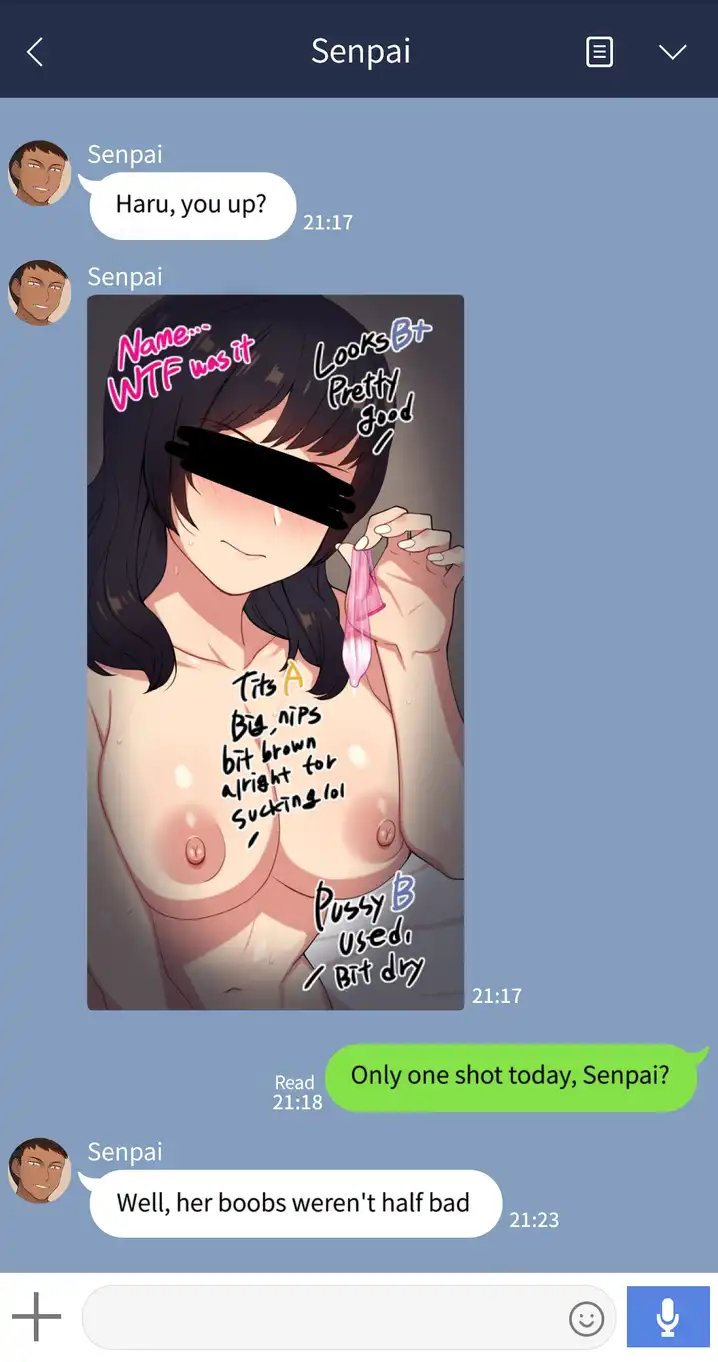 Senpai
Senpai
Haru, you up?
21:17
Senpai
Name...
WTF was it
Looks B+
Pretty
good
Tits A
Big, nips
bit brown
alright for
sucking lol
Pussy B
used,
Bit dry
21:17
Only one shot today, Senpai?
Read
21:18
Senpai
Well, her boobs weren't half bad
21:23